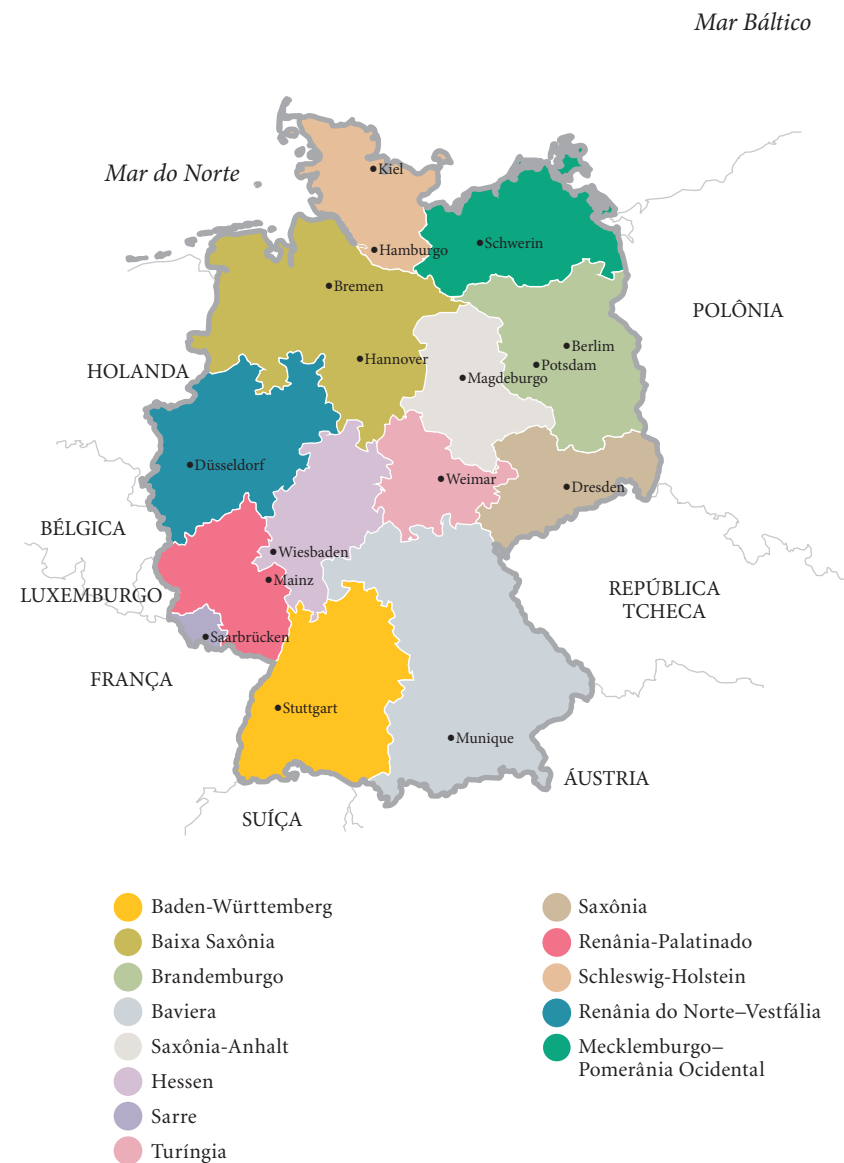 Mar Báltico
Mar do Norte
Kiel
Hamburgo
Schwerin
Bremen
POLÔNIA
Berlim
Hannover
Potsdam
HOLANDA
Magdeburgo
Düsseldorf
Weimar
Dresden
BÉLGICA
Wiesbaden
Mainz
LUXEMBURGO
REPÚBLICA
TCHECA
Saarbrücken
FRANÇA
Stuttgart
Munique
ÁUSTRIA
SUÍÇA
Baden-Württemberg
Baixa Saxônia
Brandemburgo
Baviera
Saxônia-Anhalt
Hessen
Sarre
Turíngia
Saxônia
Renânia-Palatinado
Schleswig-Holstein
Renânia do Norte–Vestfália
Mecklemburgo–
Pomerânia Ocidental